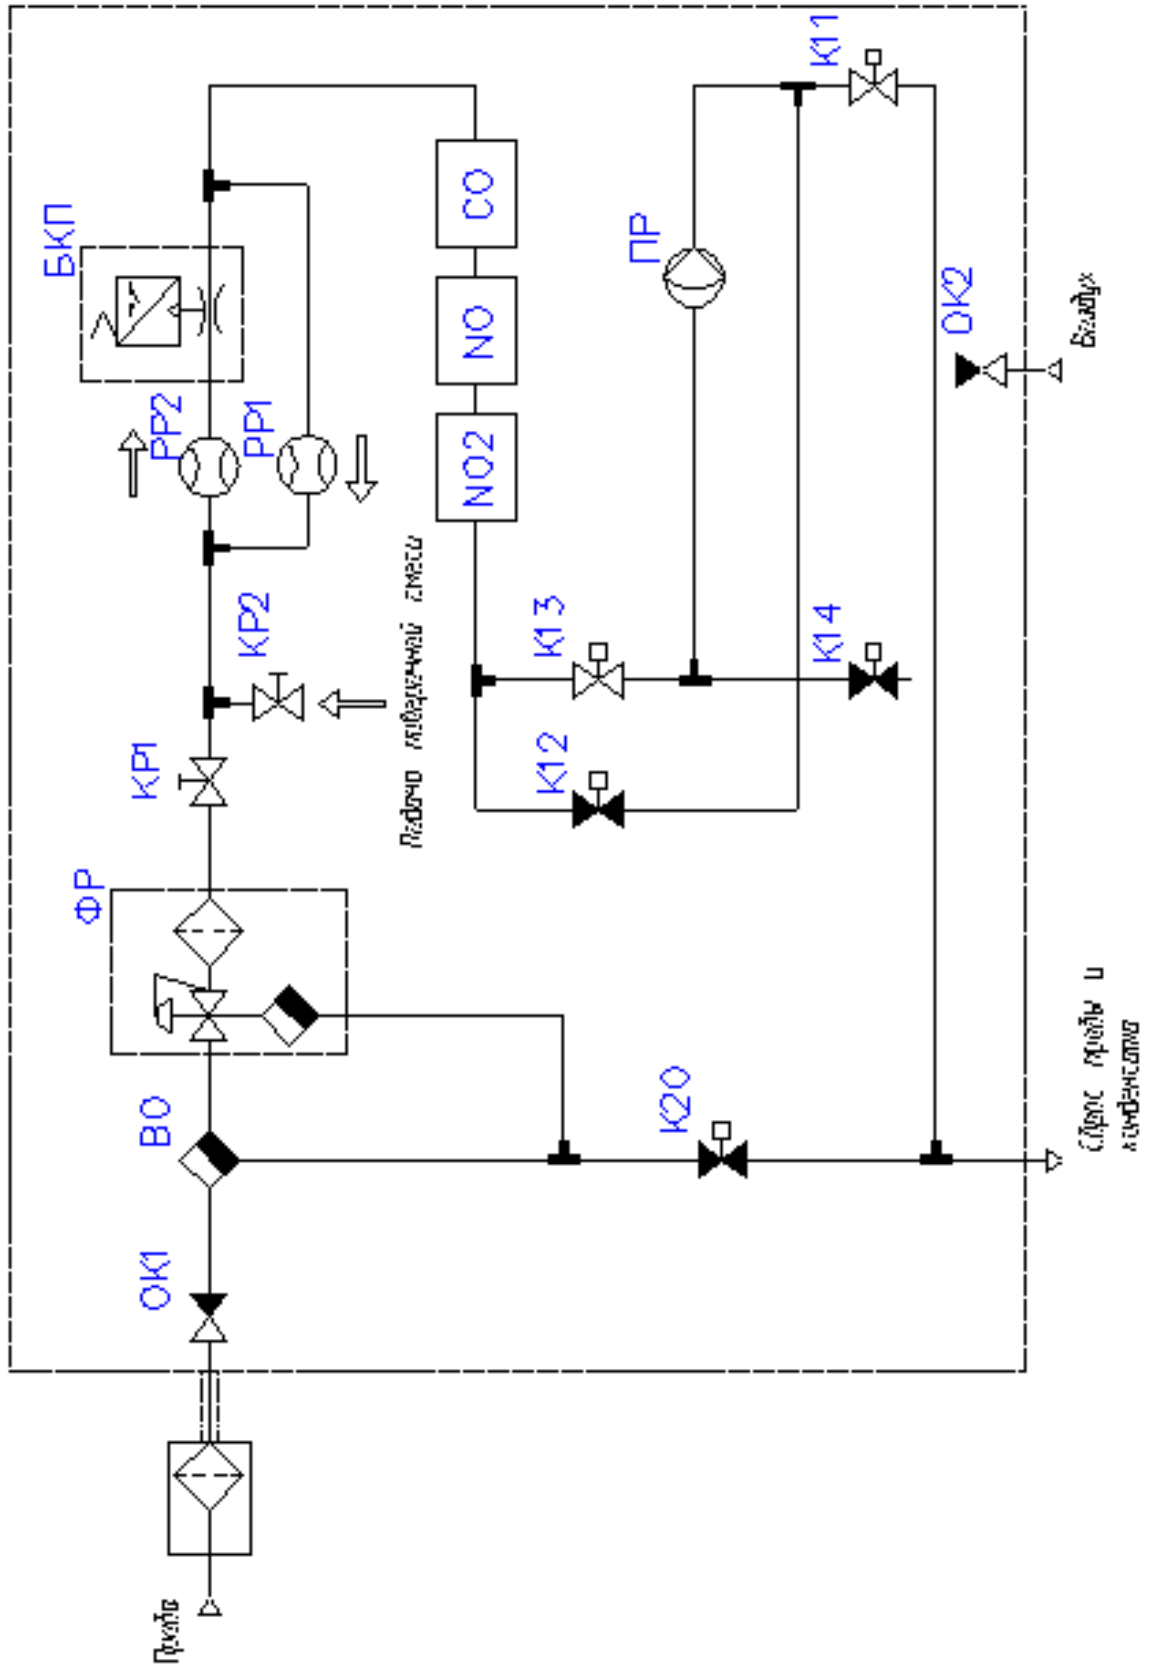 БКП
К11
СО
ПР
NO
ОК2
Воздух
РР2
РР1
NO2
КР2
К13
К14
Подача поверочной смеси
КР1
К12
ФР
ВО
К20
Сброс пробы и
конденсата
ОК1
Проба